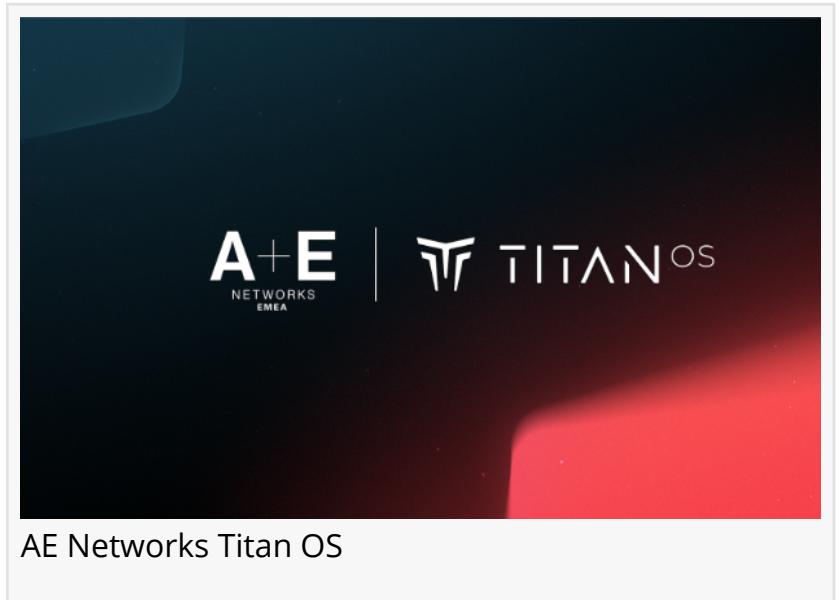 A+E
NETWORKS
EMEA
TITAN OS
AE Networks Titan OS